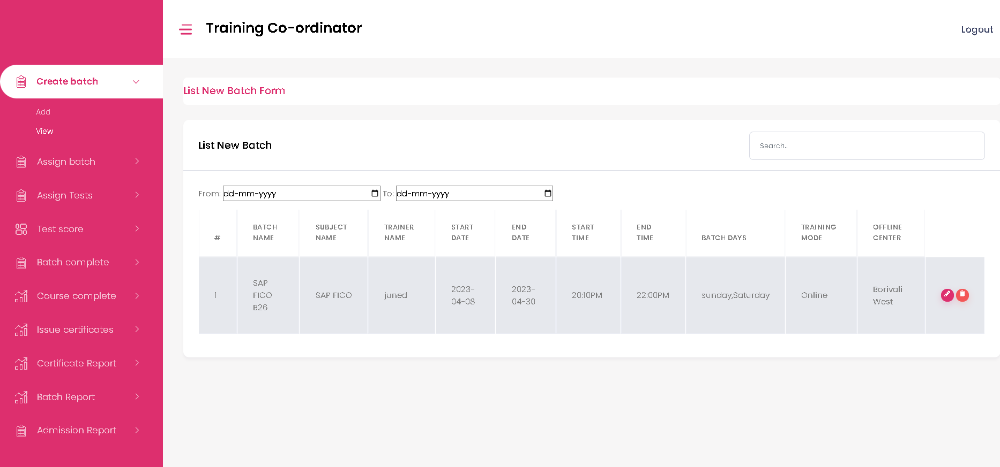 Training Co-ordinator
Logout
Create batch
Add
View
Assign batch
Assign Tests
Test score
Batch complete
Course complete
Issue certificates
Certificate Report
Batch Report
Admission Report
List New Batch Form
List New Batch
Search..
From: dd-mm-yyyy To: dd-mm-yyyy
# BATCH NAME SUBJECT NAME TRAINER NAME START DATE END DATE START TIME END TIME BATCH DAYS TRAINING MODE OFFLINE CENTER
1 SAP FICO B26 SAP FICO juned 2023-04-08 2023-04-30 20:10PM 22:00PM sunday,Saturday Online Borivali West